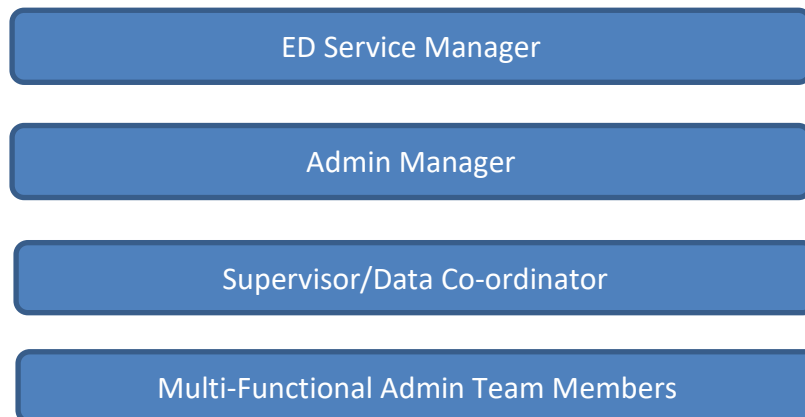 ED Service Manager
Admin Manager
Supervisor/Data Co-ordinator
Multi-Functional Admin Team Members